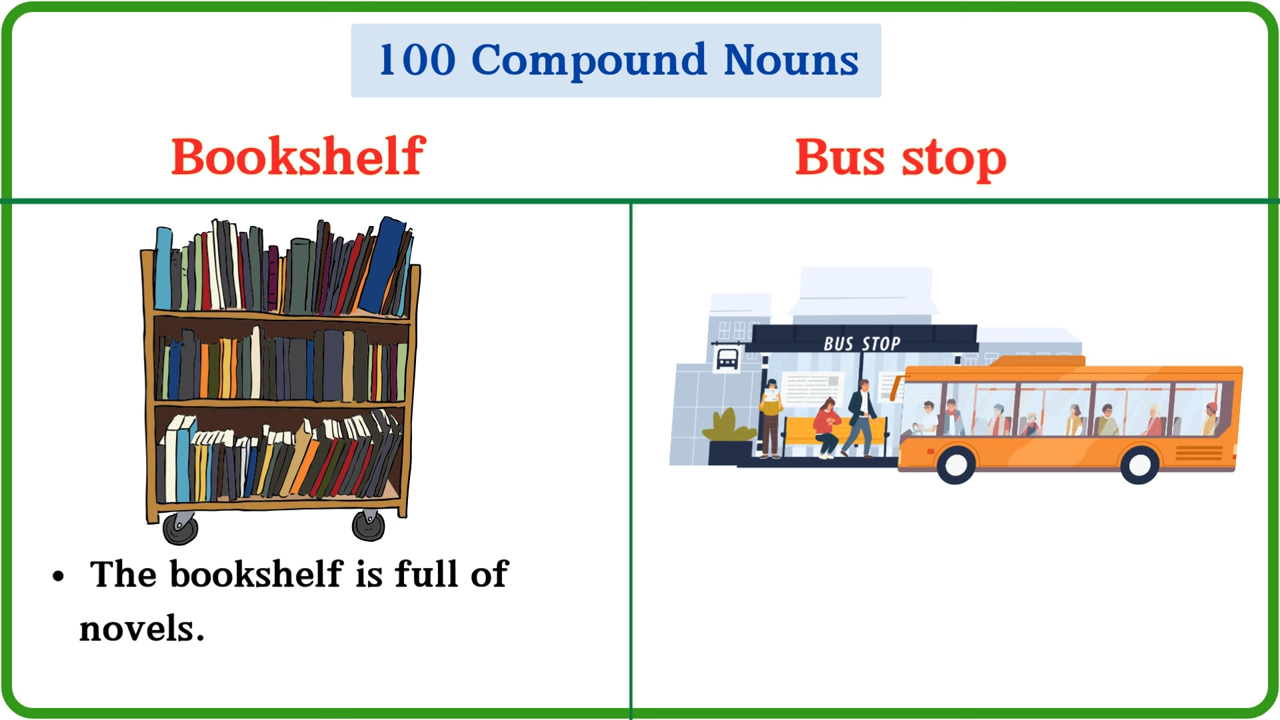 100 Compound Nouns
Bookshelf
Bus stop
BUS STOP
• The bookshelf is full of
novels.